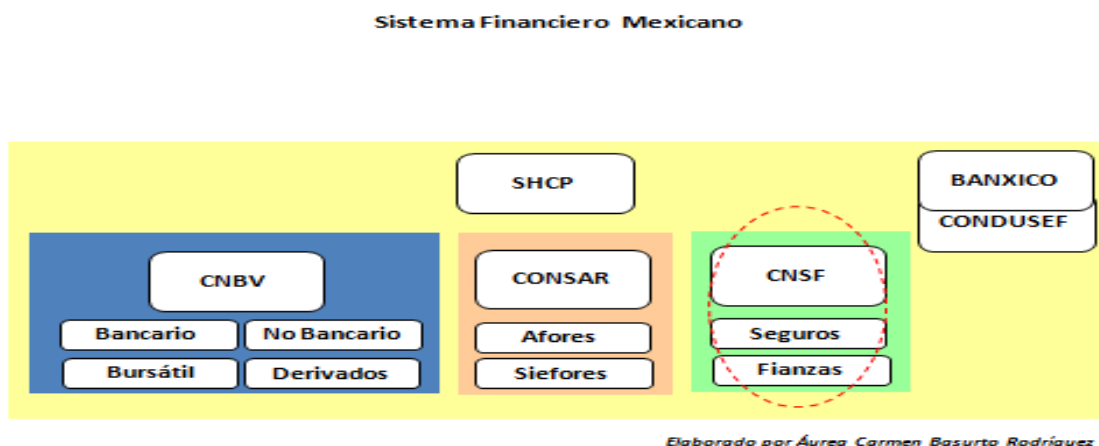 Sistema Financiero Mexicano
SHCP
BANXICO
CONDUSEF
CNBV
Bancario
No Bancario
Bursátil
Derivados
CONSAR
Afores
Siefores
CNSF
Seguros
Fianzas
Elaborado por Áurea Carmen Basurto Rodríguez